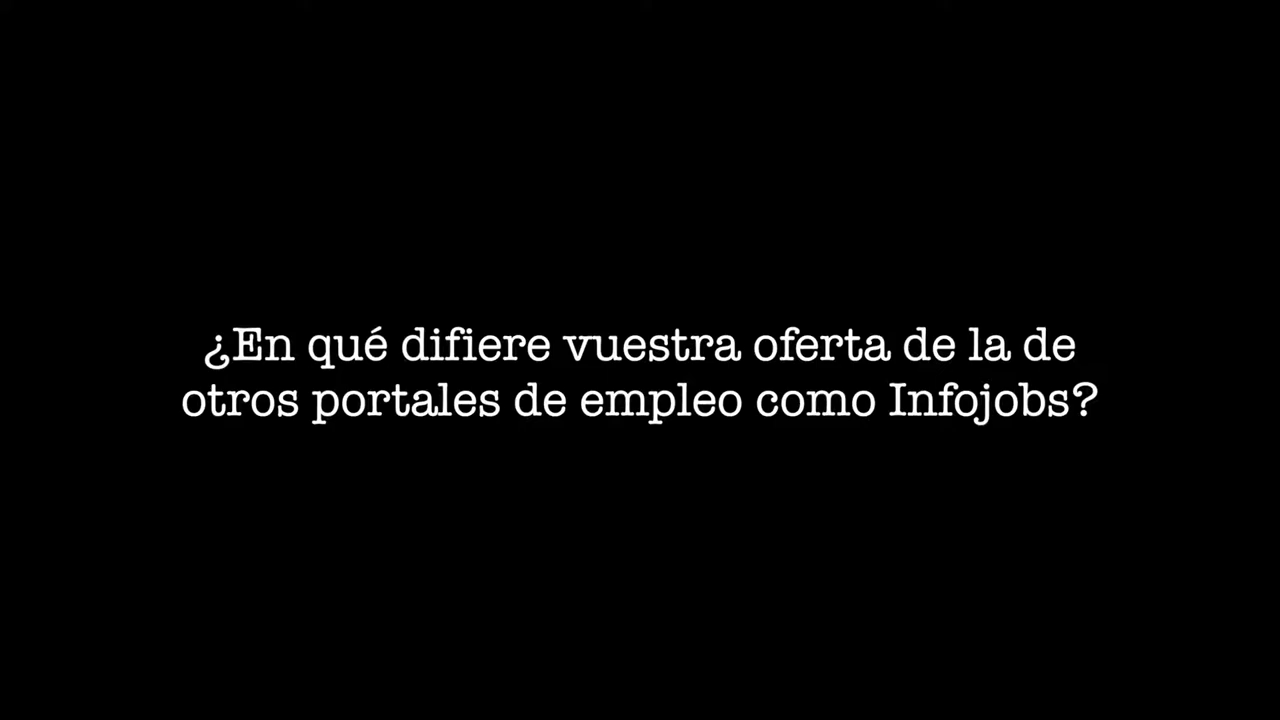 ¿En qué difiere vuestra oferta de la de
otros portales de empleo como Infojobs?